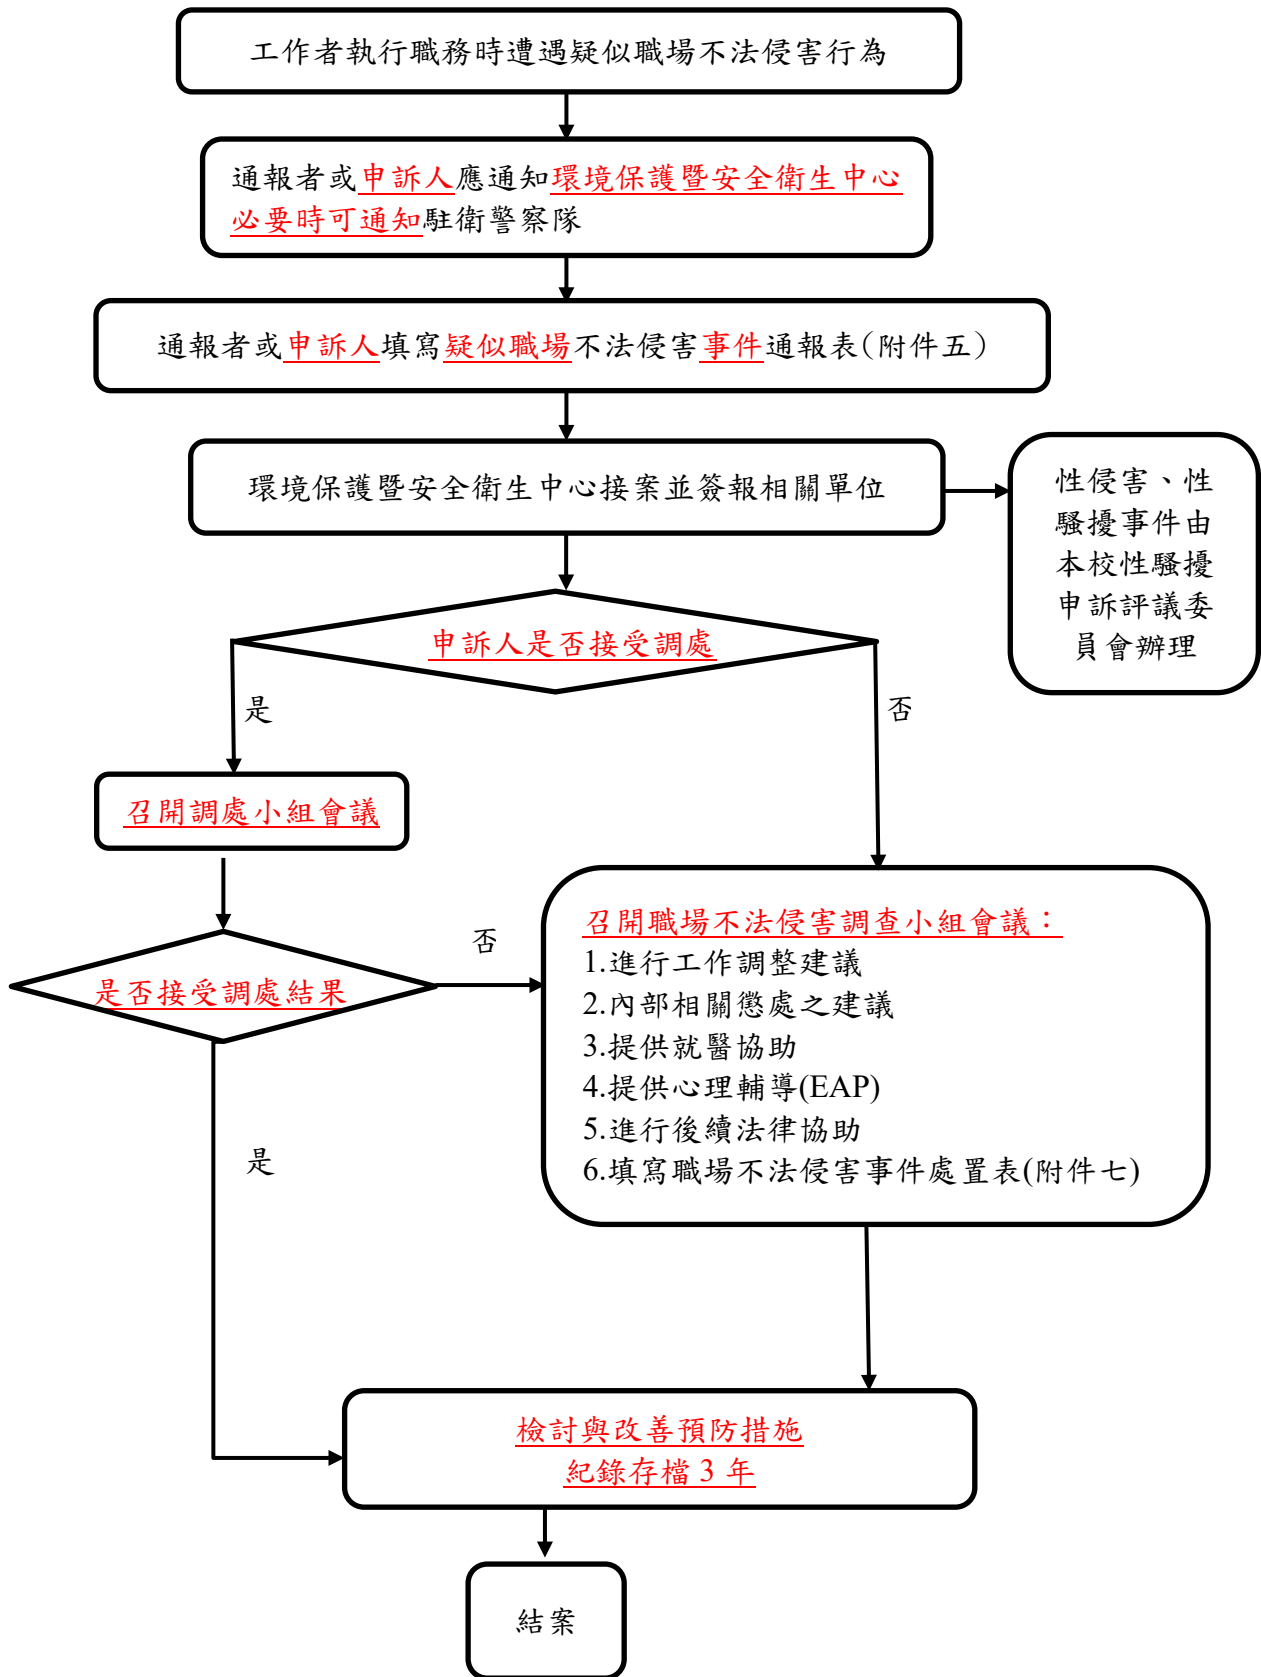 工作者執行職務時遭遇疑似職場不法侵害行為
通報者或申訴人應通知環境保護暨安全衛生中心
必要時可通知駐衛警察隊
通報者或申訴人填寫疑似職場不法侵害事件通報表(附件五)
環境保護暨安全衛生中心接案並簽報相關單位
性侵害、性
騷擾事件由
本校性騷擾
申訴評議委
員會辦理
申訴人是否接受調處
是
否
召開調處小組會議
是否接受調處結果
否
是
召開職場不法侵害調查小組會議：
1.進行工作調整建議
2.內部相關懲處之建議
3.提供就醫協助
4.提供心理輔導(EAP)
5.進行後續法律協助
6.填寫職場不法侵害事件處置表(附件七)
檢討與改善預防措施
紀錄存檔 3 年
結案